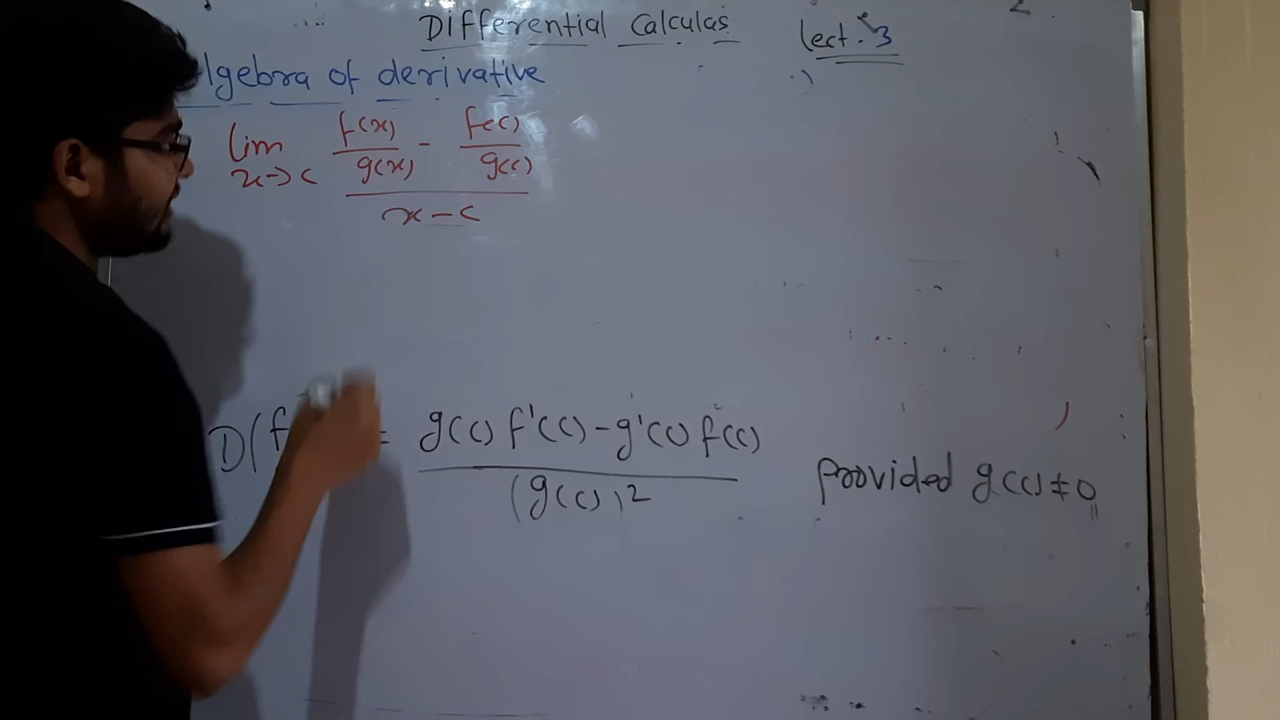 Differential Calculas lect. 3
lgebra of derivative
lim x→c
f(x)/g(x) - f(c)/g(c)
x-c
D(f = g(c) f'(c) - g'(c) f(c)
(g(c))2 provided g(c) ≠ 0